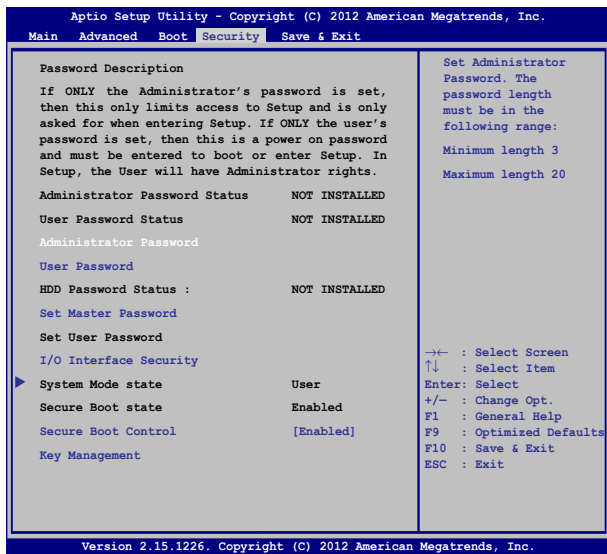 Aptio Setup Utility - Copyright (C) 2012 American Megatrends, Inc.
Main Advanced Boot Security Save & Exit
Password Description
If ONLY the Administrator's password is set,
then this only limits access to Setup and is only
asked for when entering Setup. If ONLY the user's
password is set, then this is a power on password
and must be entered to boot or enter Setup. In
Setup, the User will have Administrator rights.
Administrator Password Status NOT INSTALLED
User Password Status NOT INSTALLED
Administrator Password
User Password
HDD Password Status : NOT INSTALLED
Set Master Password
Set User Password
I/O Interface Security
System Mode state User
Secure Boot state Enabled
Secure Boot Control [Enabled]
Key Management
Set Administrator
Password. The
password length
must be in the
following range:
Minimum length 3
Maximum length 20
→← : Select Screen
↑↓ : Select Item
Enter: Select
+/— : Change Opt.
F1 : General Help
F9 : Optimized Defaults
F10 : Save & Exit
ESC : Exit
Version 2.15.1226. Copyright (C) 2012 American Megatrends, Inc.